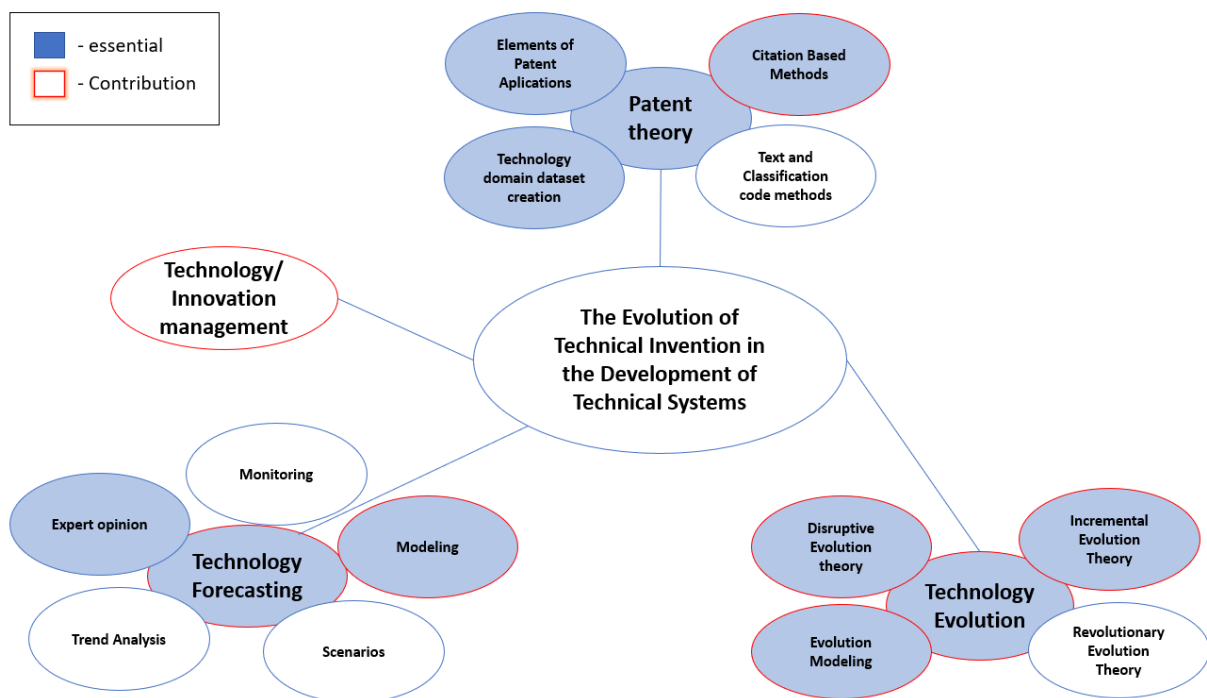 - essential
- Contribution
Elements of
Patent
Aplications
Citation Based
Methods
Patent
theory
Technology
domain dataset
creation
Text and
Classification
code methods
Technology/
Innovation
management
The Evolution of
Technical Invention in
the Development of
Technical Systems
Monitoring
Expert opinion
Modeling
Technology
Forecasting
Trend Analysis
Scenarios
Disruptive
Evolution
theory
Incremental
Evolution
Theory
Technology
Evolution
Evolution
Modeling
Revolutionary
Evolution
Theory